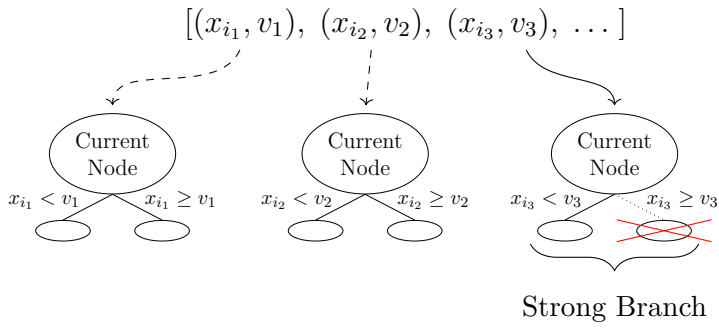 [(x_{i_1}, v_1), (x_{i_2}, v_2), (x_{i_3}, v_3), … ]
Current
Node
x_{i_1} < v_1
x_{i_1} ≥ v_1
Current
Node
x_{i_2} < v_2
x_{i_2} ≥ v_2
Current
Node
x_{i_3} < v_3
x_{i_3} ≥ v_3
Strong Branch